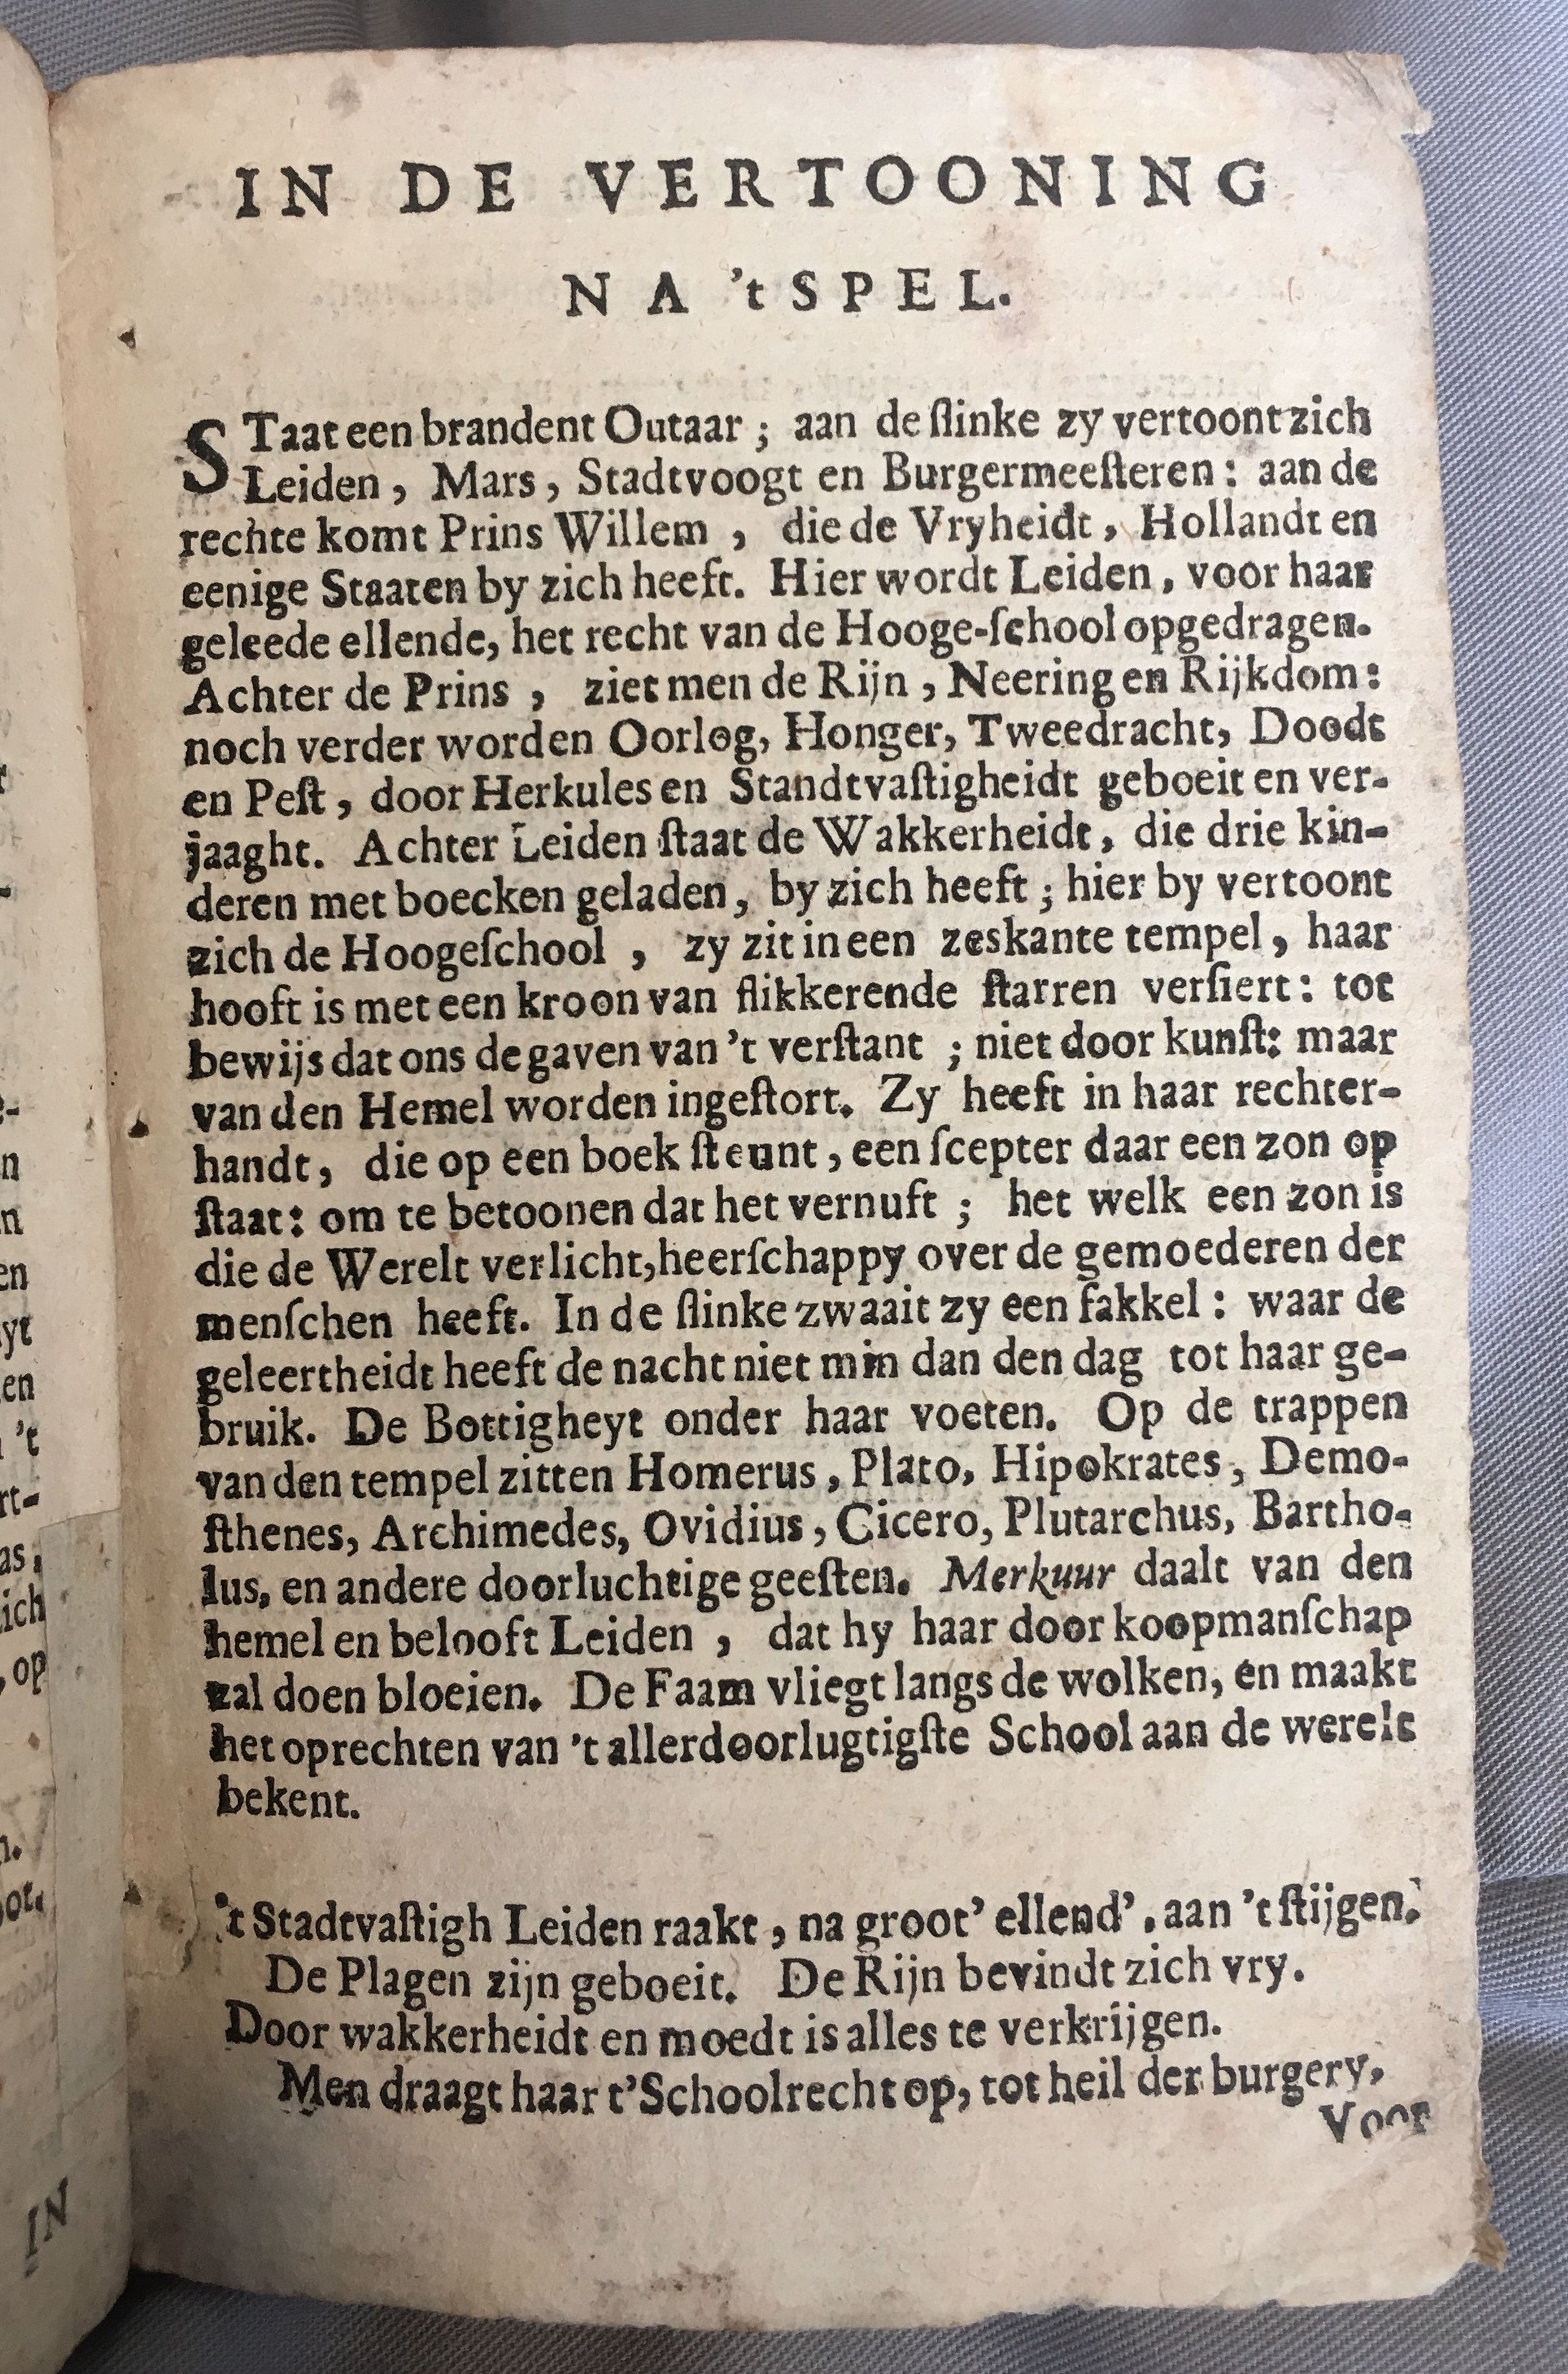 IN DE VERTOONING
NA 't SPEL.
STaat een brandent Outaar ; aan de ſlinke zy vertoont zich
Leiden , Mars , Stadtvoogt en Burgermeeſteren : aan de
rechte komt Prins Willem , die de Vryheidt , Hollandt en
eenige Staaten by zich heeft. Hier wordt Leiden , voor haar
geleede ellende, het recht van de Hooge-ſchool opgedragen.
Achter de Prins , ziet men de Rijn , Neering en Rijkdom :
noch verder worden Oorlog, Honger, Tweedracht, Doodt
en Peſt , door Herkules en Standtvaſtigheidt geboeit en ver-
jaaght. Achter Leiden ſtaat de Wakkerheidt , die drie kin-
deren met boecken geladen, by zich heeft ; hier by vertoont
zich de Hoogeſchool , zy zit in een zeskante tempel , haar
hooft is met een kroon van flikkerende ſtarren verſiert : tot
bewijs dat ons de gaven van 't verſtant ; niet door kunſt: maar
van den Hemel worden ingeſtort. Zy heeft in haar rechter-
handt , die op een boek ſteunt , een ſcepter daar een zon op
ſtaat: om te betoonen dat het vernuft ; het welk een zon is
die de Werelt verlicht,heerſchappy over de gemoederen der
menſchen heeft. In de ſlinke zwaait zy een fakkel : waar de
geleertheidt heeft de nacht niet min dan den dag tot haar ge-
bruik. De Bottigheyt onder haar voeten. Op de trappen
van den tempel zitten Homerus , Plato, Hipokrates , Demo-
ſthenes, Archimedes, Ovidius , Cicero, Plutarchus, Bartho-
lus, en andere doorluchtige geeſten. Merkuur daalt van den
hemel en belooft Leiden , dat hy haar door koopmanſchap
zal doen bloeien. De Faam vliegt langs de wolken, en maakt
het oprechten van 't allerdoorlugtigſte School aan de werelt
bekent.
't Stadtvaſtigh Leiden raakt , na groot' ellend' , aan 't ſtijgen.
De Plagen zijn geboeit. De Rijn bevindt zich vry.
Door wakkerheidt en moedt is alles te verkrijgen.
Men draagt haar t'Schoolrecht op, tot heil der burgery,
Voor
r
-
e-
n
n
en
yt
en
't
rt-
as,
ich
, op
n.
oot.
IN